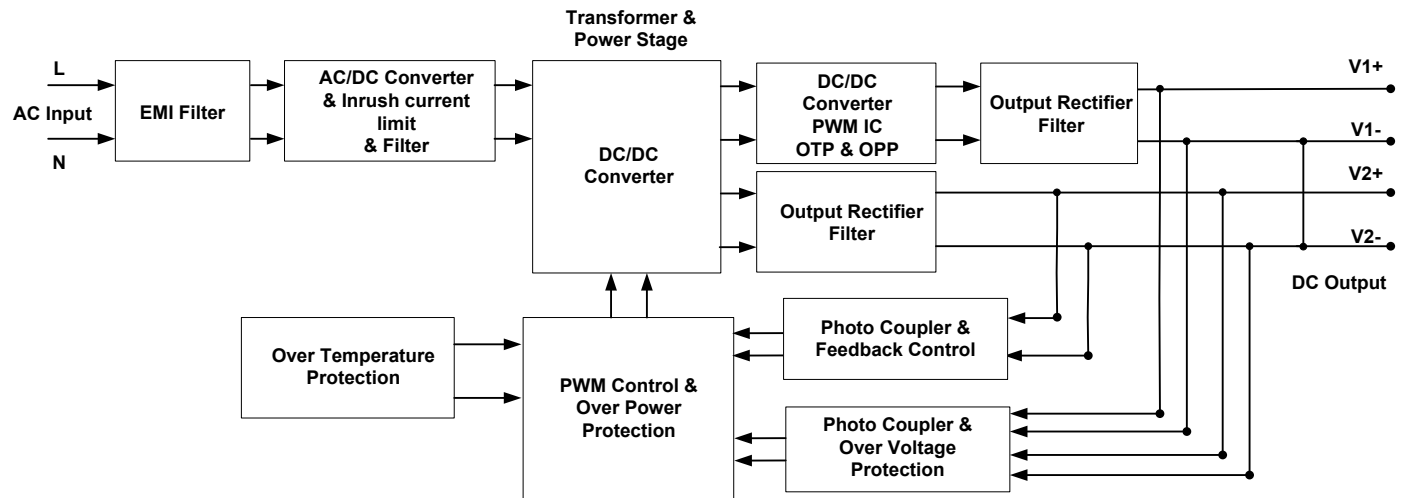 Transformer &
Power Stage
L
AC Input
N
EMI Filter
AC/DC Converter
& Inrush current
limit
& Filter
DC/DC
Converter
DC/DC
Converter
PWM IC
OTP & OPP
Output Rectifier
Filter
Output Rectifier
Filter
V1+
V1-
V2+
V2-
DC Output
Over Temperature
Protection
PWM Control &
Over Power
Protection
Photo Coupler &
Feedback Control
Photo Coupler &
Over Voltage
Protection